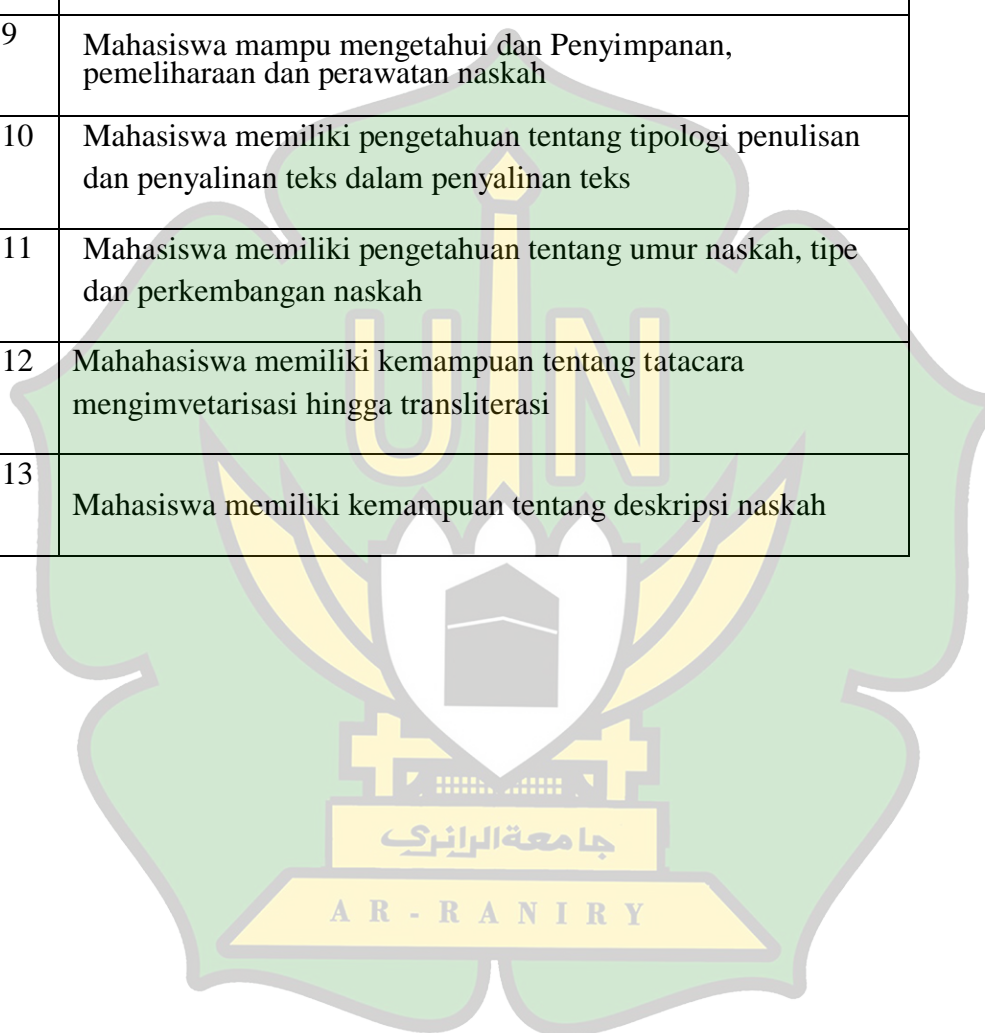 9 Mahasiswa mampu mengetahui dan Penyimpanan,
pemeliharaan dan perawatan naskah
10 Mahasiswa memiliki pengetahuan tentang tipologi penulisan
dan penyalinan teks dalam penyalinan teks
11 Mahasiswa memiliki pengetahuan tentang umur naskah, tipe
dan perkembangan naskah
12 Mahahasiswa memiliki kemampuan tentang tatacara
mengimvetarisasi hingga transliterasi
13
Mahasiswa memiliki kemampuan tentang deskripsi naskah
UIN
جامعة الرانري
AR-RANIRY